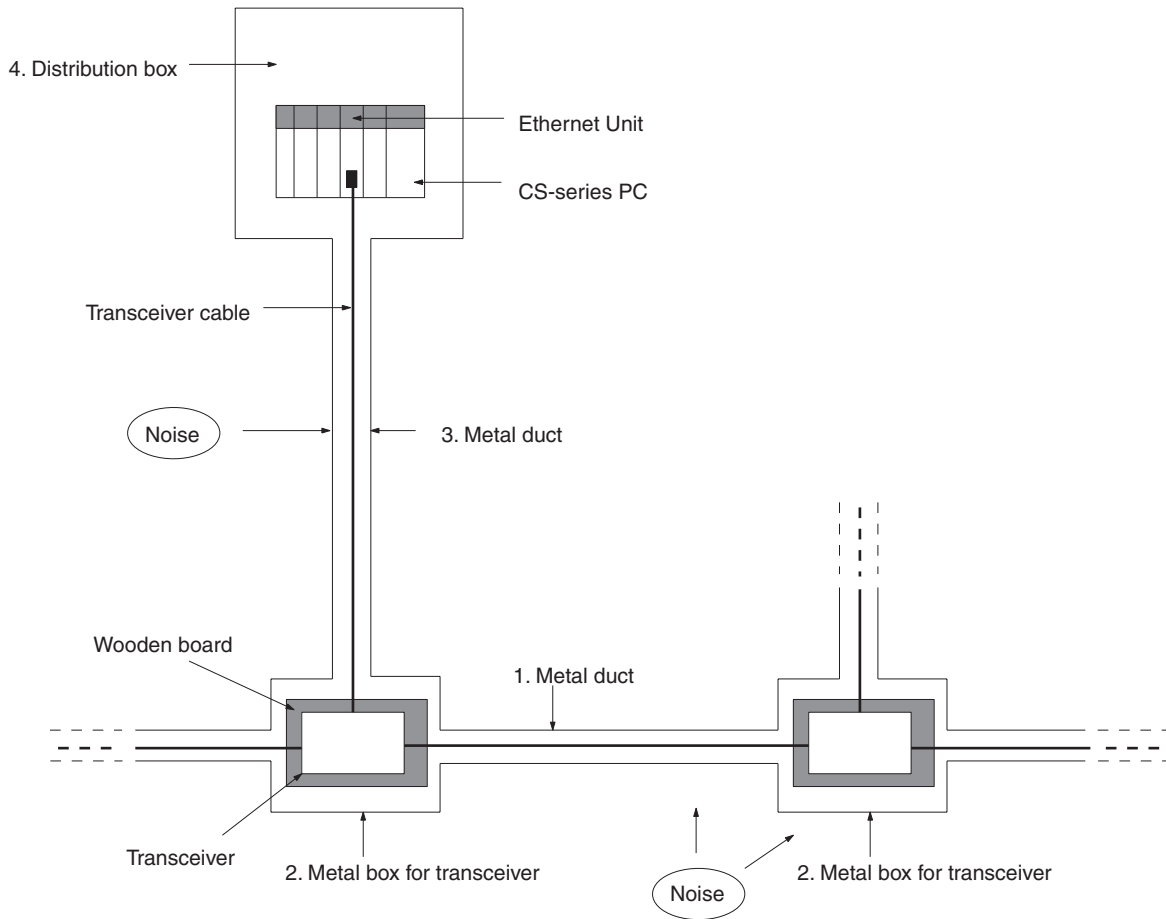 4. Distribution box
Ethernet Unit
CS-series PC
Transceiver cable
Noise
3. Metal duct
Wooden board
1. Metal duct
Transceiver
2. Metal box for transceiver
Noise
2. Metal box for transceiver